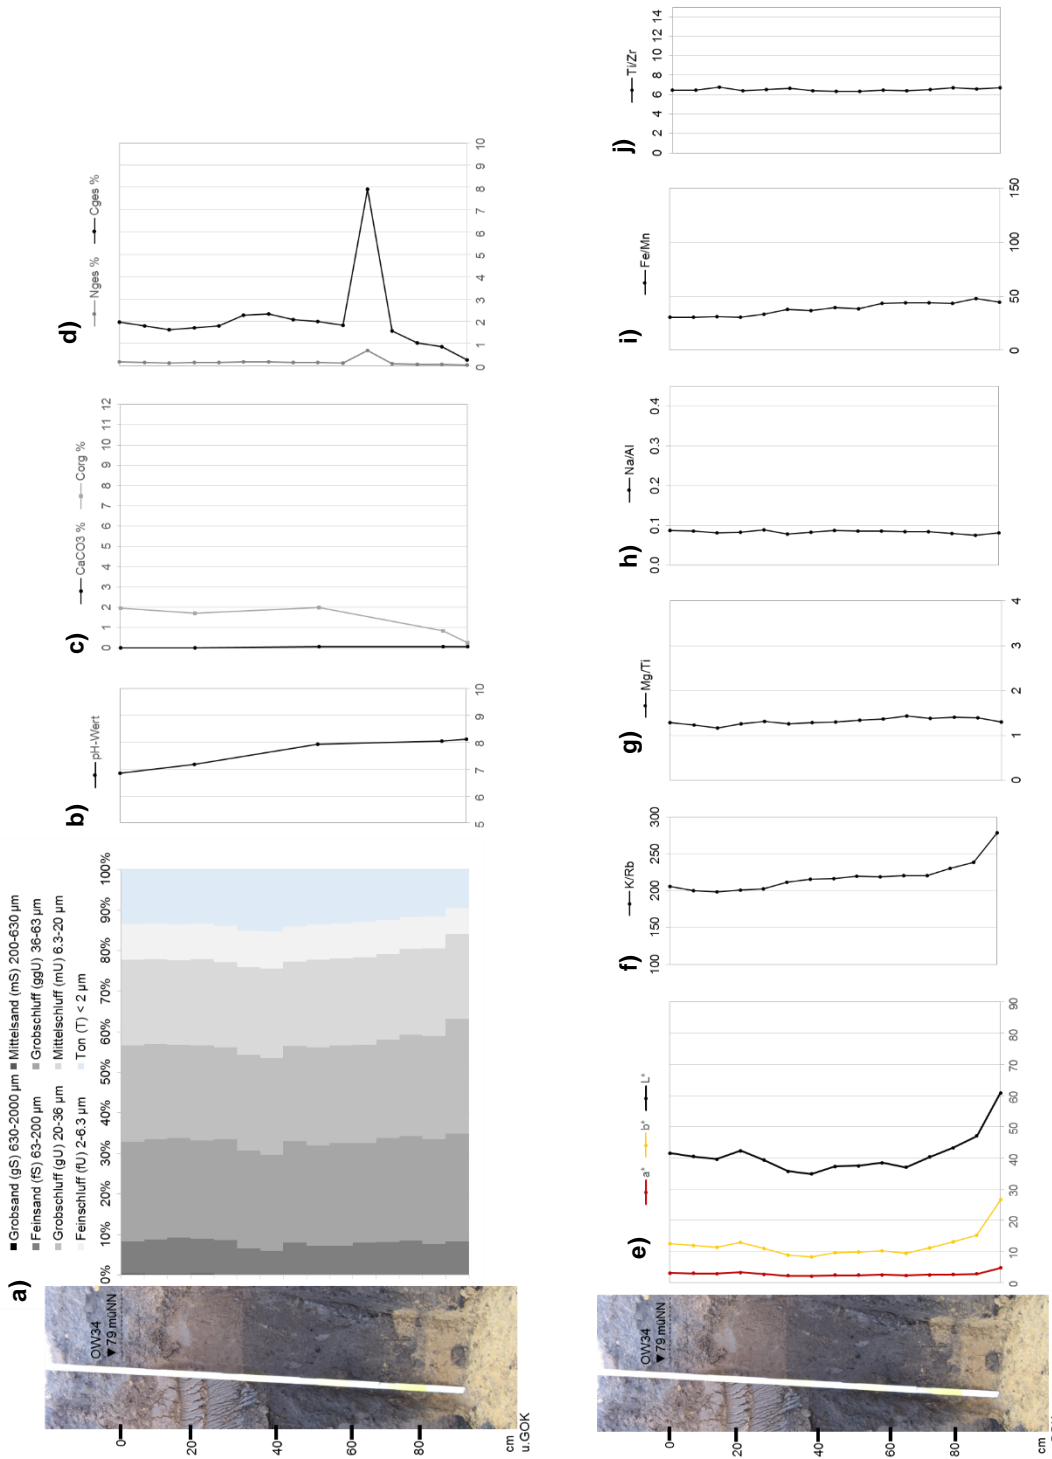 a)
■ Grobsand (gS) 630-2000 µm ■ Mittelsand (mS) 200-630 µm
■ Feinsand (fS) 63-200 µm ■ Grobschluff (ggU) 36-63 µm
■ Grobschluff (gU) 20-36 µm ■ Mittelschluff (mU) 6.3-20 µm
Feinschluff (fU) 2-6.3 µm Ton (T) < 2 µm
0% 10% 20% 30% 40% 50% 60% 70% 80% 90% 100%
OW34
▼79 müNN
0
20
40
60
80
cm
u.GOK
b)
pH-Wert
5 6 7 8 9 10
c)
CaCO3 % Corg %
0 1 2 3 4 5 6 7 8 9 10 11 12
d)
Nges % Cges %
0 1 2 3 4 5 6 7 8 9 10
e)
a* b* L*
0 10 20 30 40 50 60 70 80 90
OW34
▼79 müNN
0
20
40
60
80
cm
f)
K/Rb
100 150 200 250 300
g)
Mg/Ti
0 1 2 3 4
h)
Na/Al
0.0 0.1 0.2 0.3 0.4
i)
Fe/Mn
0 50 100 150
j)
Ti/Zr
0 2 4 6 8 10 12 14